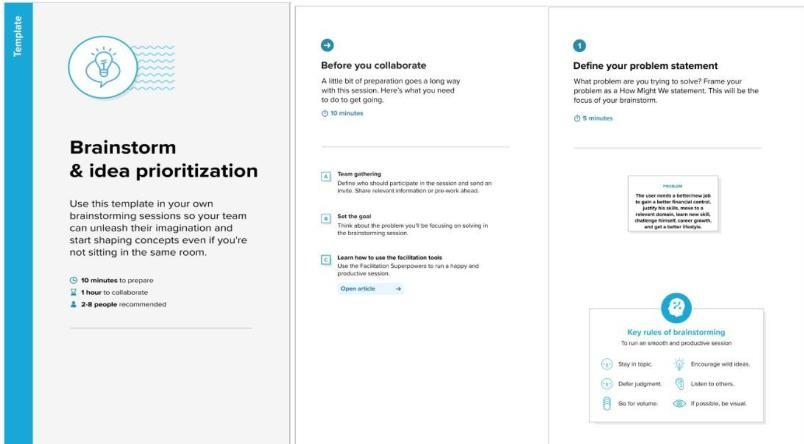 Template
Brainstorm
& idea prioritization
Use this template in your own
brainstorming sessions so your team
can unleash their imagination and
start shaping concepts even if you're
not sitting in the same room.
10 minutes to prepare
1 hour to collaborate
2-8 people recommended
Before you collaborate
A little bit of preparation goes a long way
with this session. Here's what you need
to do to get going.
10 minutes
A
Team gathering
Define who should participate in the session and send an
invite. Share relevant information or pre-work ahead.
B
Set the goal
Think about the problem you'll be focusing on solving in
the brainstorming session.
C
Learn how to use the facilitation tools
Use the Facilitation Superpowers to run a happy and
productive session.
Open article
1
Define your problem statement
What problem are you trying to solve? Frame your
problem as a How Might We statement. This will be the
focus of your brainstorm.
5 minutes
PROBLEM
The user needs a better/new job
to gain a better financial control,
justify his skills, move to a
relevant domain, learn new skill,
challenge himself, career growth,
and get a better lifestyle.
Key rules of brainstorming
To run an smooth and productive session
Stay in topic.
Encourage wild ideas.
Defer judgment.
Listen to others.
Go for volume.
If possible, be visual.